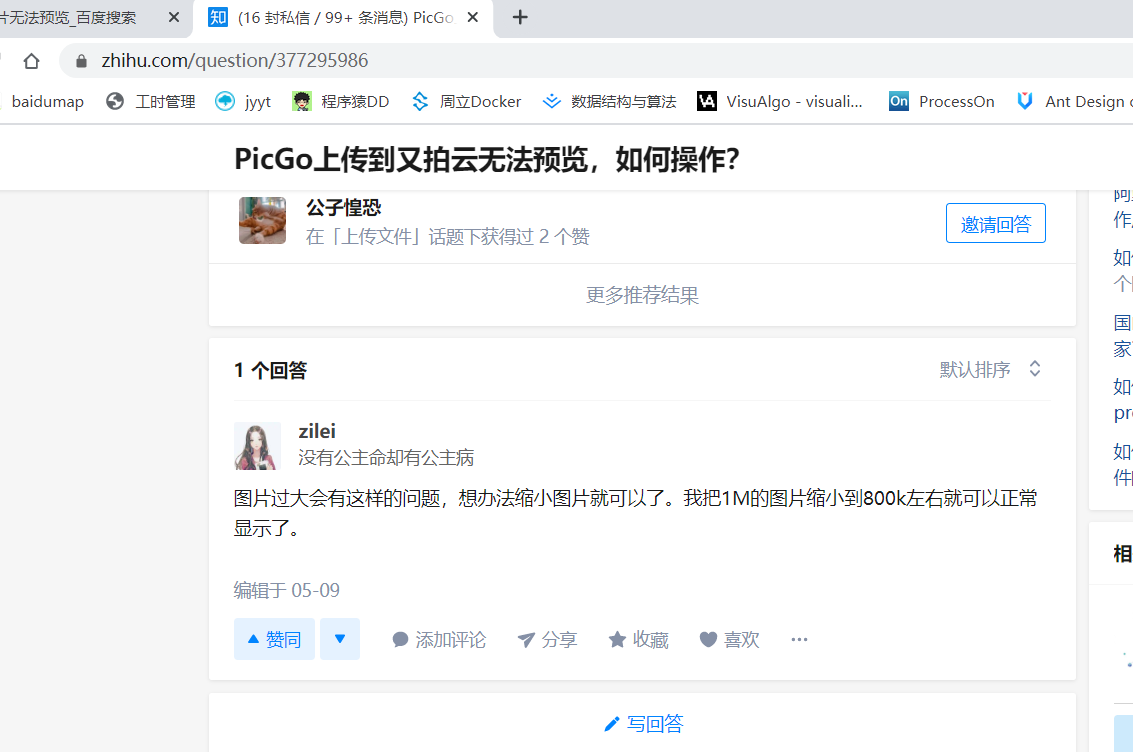 片无法预览_百度搜索
知 (16 封私信 / 99+ 条消息) PicGo
zhihu.com/question/377295986
baidumap 工时管理 jyyt 程序猿DD 周立Docker 数据结构与算法 VA VisuAlgo - visuali... On ProcessOn Ant Design
PicGo上传到又拍云无法预览，如何操作？
公子惶恐
在「上传文件」话题下获得过 2 个赞
邀请回答
更多推荐结果
1 个回答
默认排序
zilei
没有公主命却有公主病
图片过大会有这样的问题，想办法缩小图片就可以了。我把1M的图片缩小到800k左右就可以正常
显示了。
编辑于 05-09
赞同 添加评论 分享 收藏 喜欢 ···
写回答
作
如
个
国
家
如
pr
如
件
相